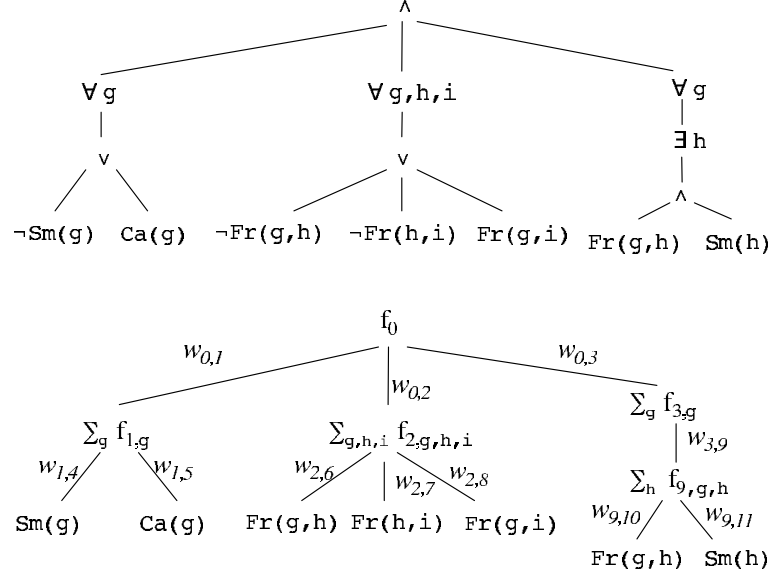 ∧
∀g ∀g,h,i ∀g
∃h
∨ ∨
∧
¬Sm(g) Ca(g) ¬Fr(g,h) ¬Fr(h,i) Fr(g,i) Fr(g,h) Sm(h)
f₀
w₀,₁ w₀,₂ w₀,₃
∑g f₁,g ∑g,h,i f₂,g,h,i ∑g f₃,g
w₃,₉
w₁,₄ w₁,₅ w₂,₆ w₂,₇ w₂,₈ ∑h f₉,g,h
w₉,₁₀ w₉,₁₁
Sm(g) Ca(g) Fr(g,h) Fr(h,i) Fr(g,i) Fr(g,h) Sm(h)